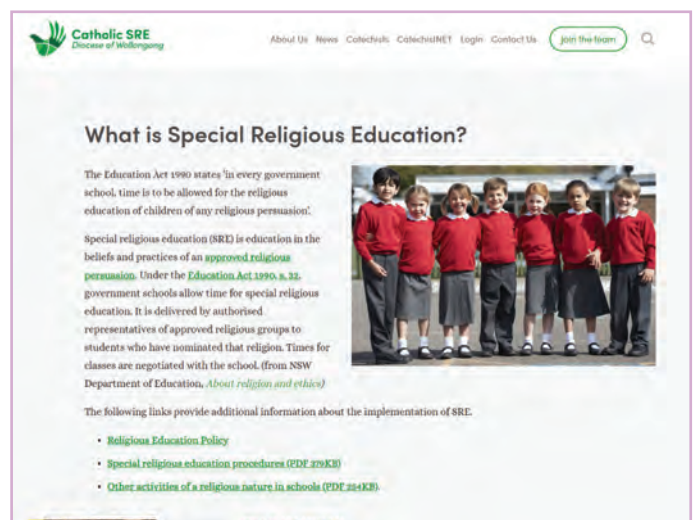 Catholic SRE
Diocese of Wollongong
About Us News Catechists CatechistNET Login Contact Us Join the team
What is Special Religious Education?
The Education Act 1990 states 'in every government
school, time is to be allowed for the religious
education of children of any religious persuasion'.
Special religious education (SRE) is education in the
beliefs and practices of an approved religious
persuasion. Under the Education Act 1990, s, 32,
government schools allow time for special religious
education. It is delivered by authorised
representatives of approved religious groups to
students who have nominated that religion. Times for
classes are negotiated with the school. (from NSW
Department of Education, About religion and ethics)
The following links provide additional information about the implementation of SRE.
• Religious Education Policy
• Special religious education procedures (PDF 379KB)
• Other activities of a religious nature in schools (PDF 254KB).